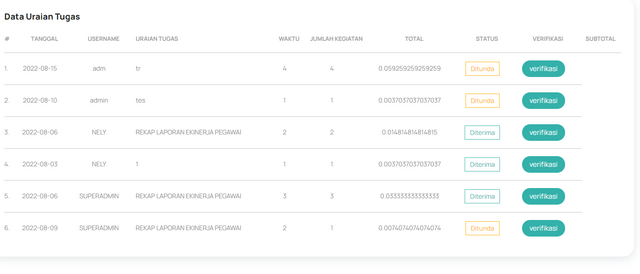 Data Uraian Tugas
# TANGGAL USERNAME URAIAN TUGAS WAKTU JUMLAH KEGIATAN TOTAL STATUS VERIFIKASI SUBTOTAL
1. 2022-08-15 adm tr 4 4 0.059259259259259 Ditunda verifikasi
2. 2022-08-10 admin tes 1 1 0.0037037037037037 Ditunda verifikasi
3. 2022-08-06 NELY REKAP LAPORAN EKINERJA PEGAWAI 2 2 0.014814814814815 Diterima verifikasi
4. 2022-08-03 NELY 1 1 1 0.0037037037037037 Diterima verifikasi
5. 2022-08-06 SUPERADMIN REKAP LAPORAN EKINERJA PEGAWAI 3 3 0.033333333333333 Diterima verifikasi
6. 2022-08-09 SUPERADMIN REKAP LAPORAN EKINERJA PEGAWAI 2 1 0.0074074074074074 Ditunda verifikasi